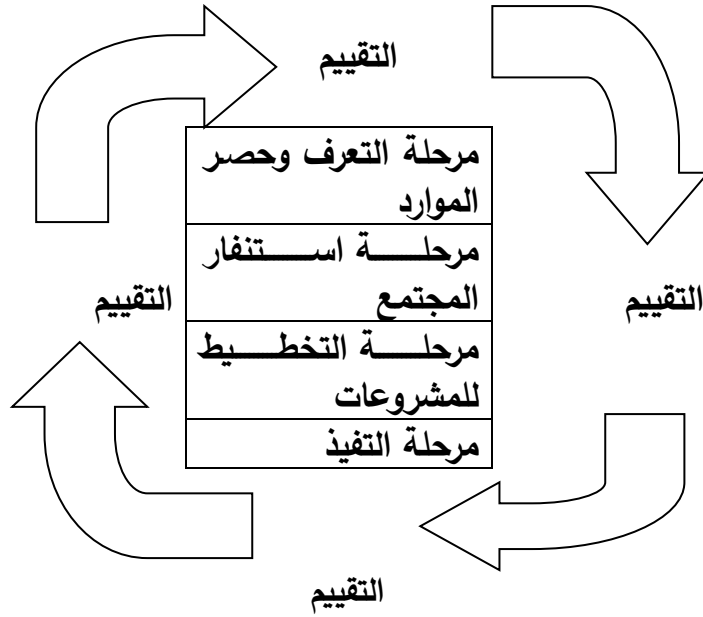 التقييم
مرحلة التعرف وحصر
الموارد
مرحلة استنفار
المجتمع
التقييم
التقييم
مرحلة التخطيط
للمشروعات
مرحلة التفيذ
التقييم